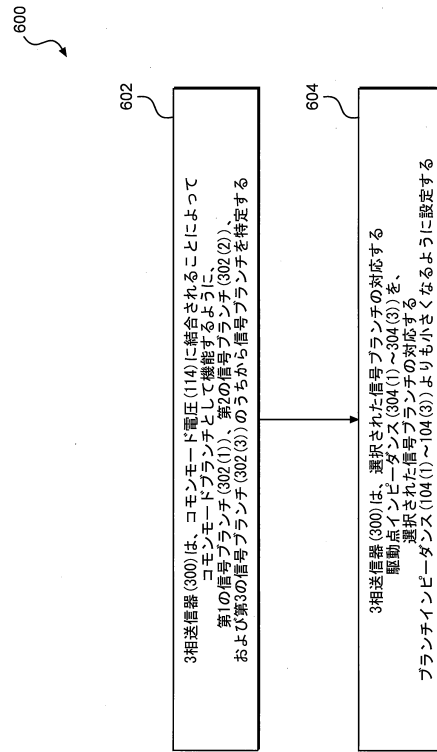 600
602
3相送信器(300)は、コモンモード電圧(114)に結合されることによって
コモンモードブランチとして機能するように、
第1の信号ブランチ(302(1))、第2の信号ブランチ(302(2))、
および第3の信号ブランチ(302(3))のうちから信号ブランチを特定する
604
3相送信器(300)は、選択された信号ブランチの対応する
駆動点インピーダンス(304(1)~304(3))を、
選択された信号ブランチの対応する
ブランチインピーダンス(104(1)~104(3))よりも小さくなるように設定する